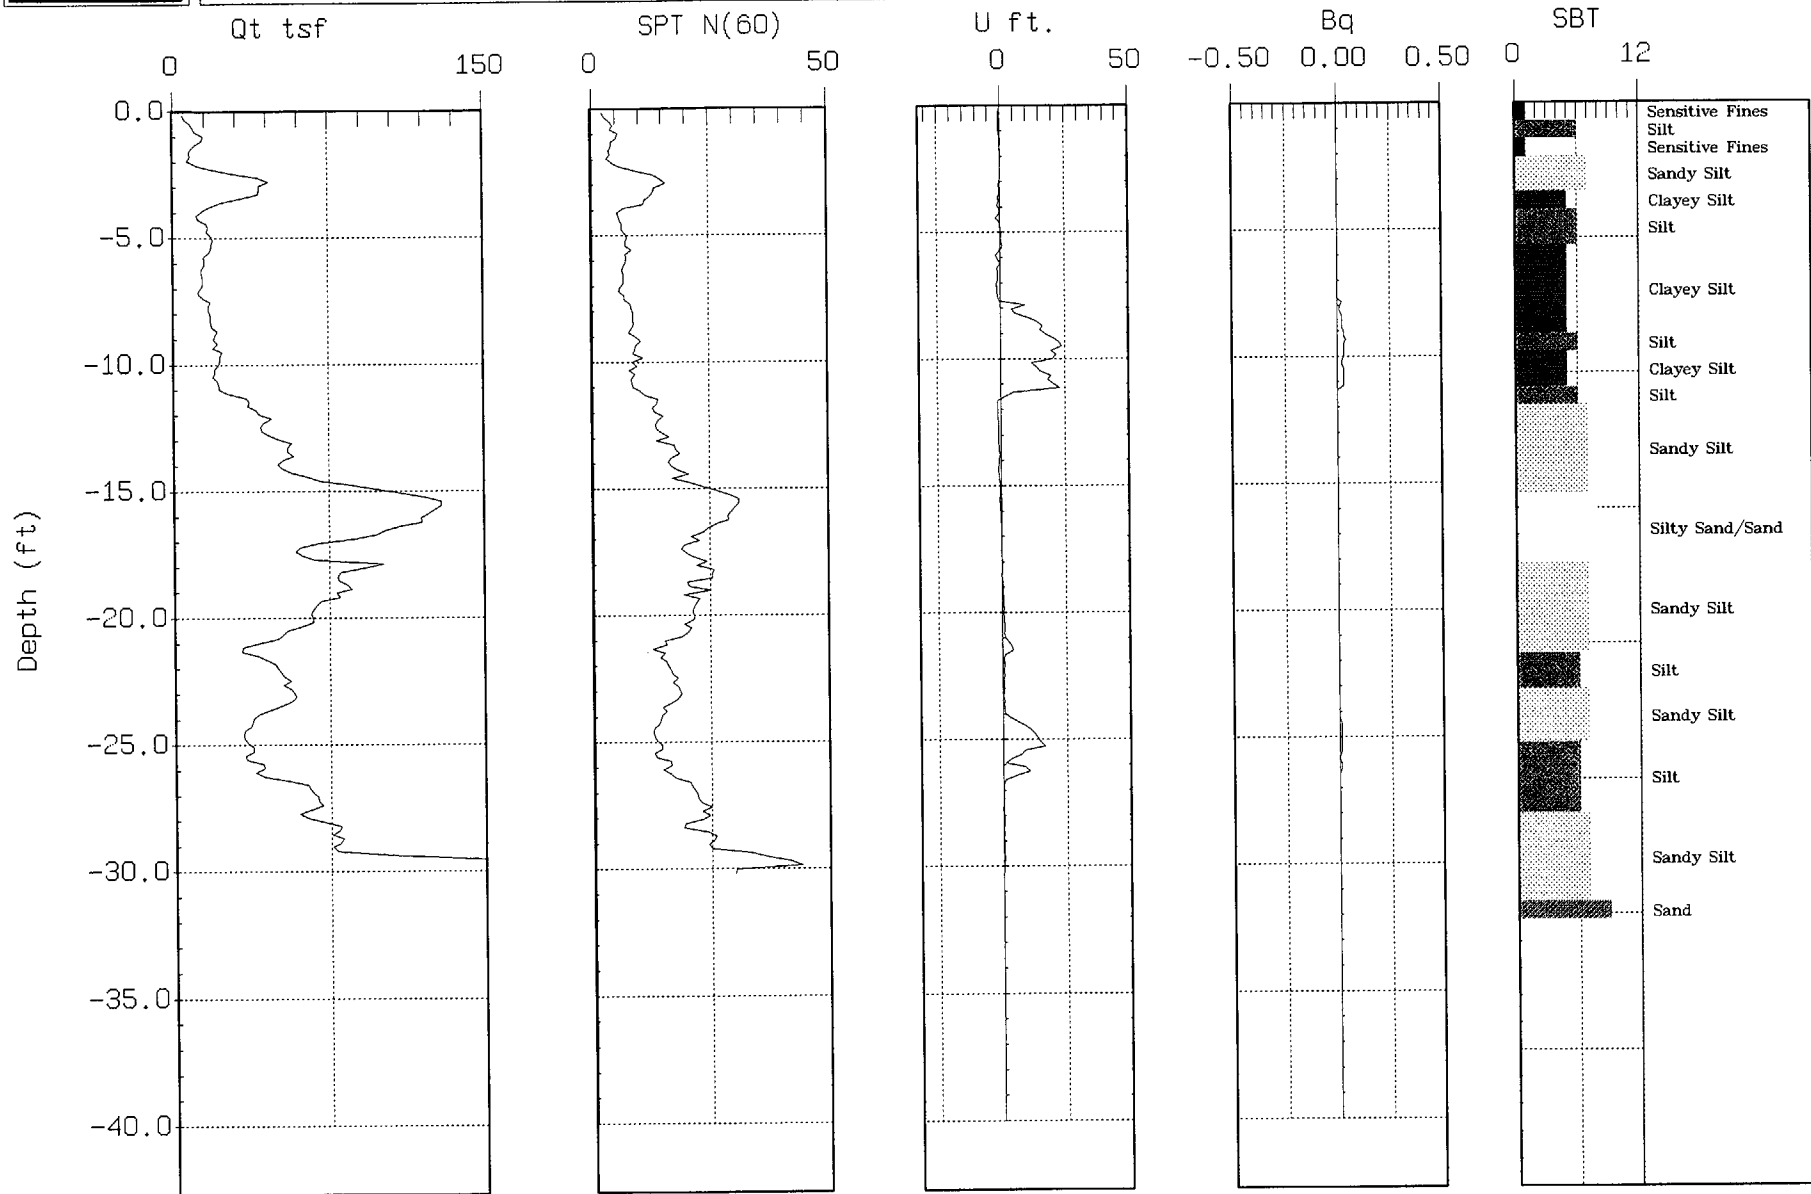 Qt tsf
SPT N(60)
U ft.
Bq
SBT
0 150
0 50
0 50
-0.50 0.00 0.50
0 12
Depth (ft)
0.0
-5.0
-10.0
-15.0
-20.0
-25.0
-30.0
-35.0
-40.0
Sensitive Fines
Silt
Sensitive Fines
Sandy Silt
Clayey Silt
Silt
Clayey Silt
Silt
Clayey Silt
Silt
Sandy Silt
Silty Sand/Sand
Sandy Silt
Silt
Sandy Silt
Silt
Sandy Silt
Sand